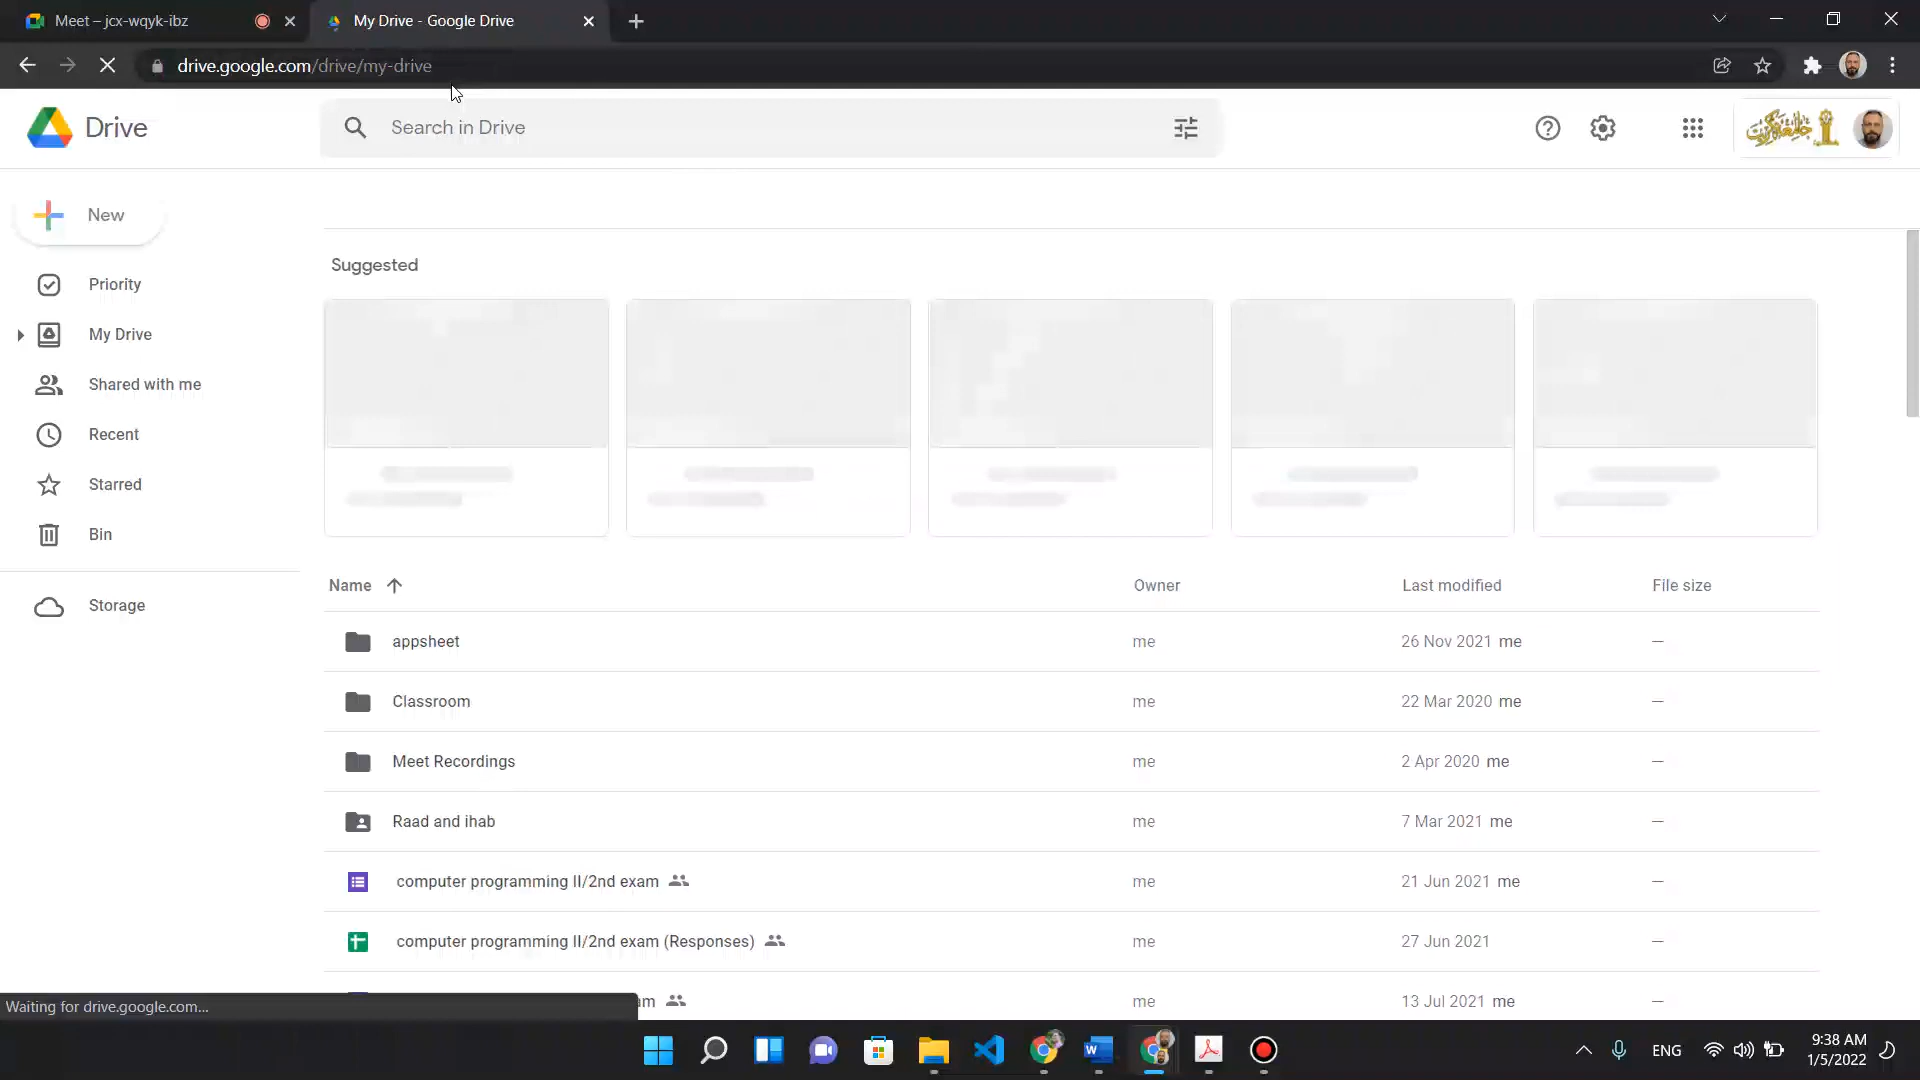 Meet – jcx-wqyk-ibz
My Drive - Google Drive
drive.google.com/drive/my-drive
Drive
Search in Drive
New
Priority
My Drive
Shared with me
Recent
Starred
Bin
Storage
Suggested
Name Owner Last modified File size
appsheet me 26 Nov 2021 me —
Classroom me 22 Mar 2020 me —
Meet Recordings me 2 Apr 2020 me —
Raad and ihab me 7 Mar 2021 me —
computer programming II/2nd exam me 21 Jun 2021 me —
computer programming II/2nd exam (Responses) me 27 Jun 2021 —
me 13 Jul 2021 me —
Waiting for drive.google.com...
ENG
9:38 AM
1/5/2022